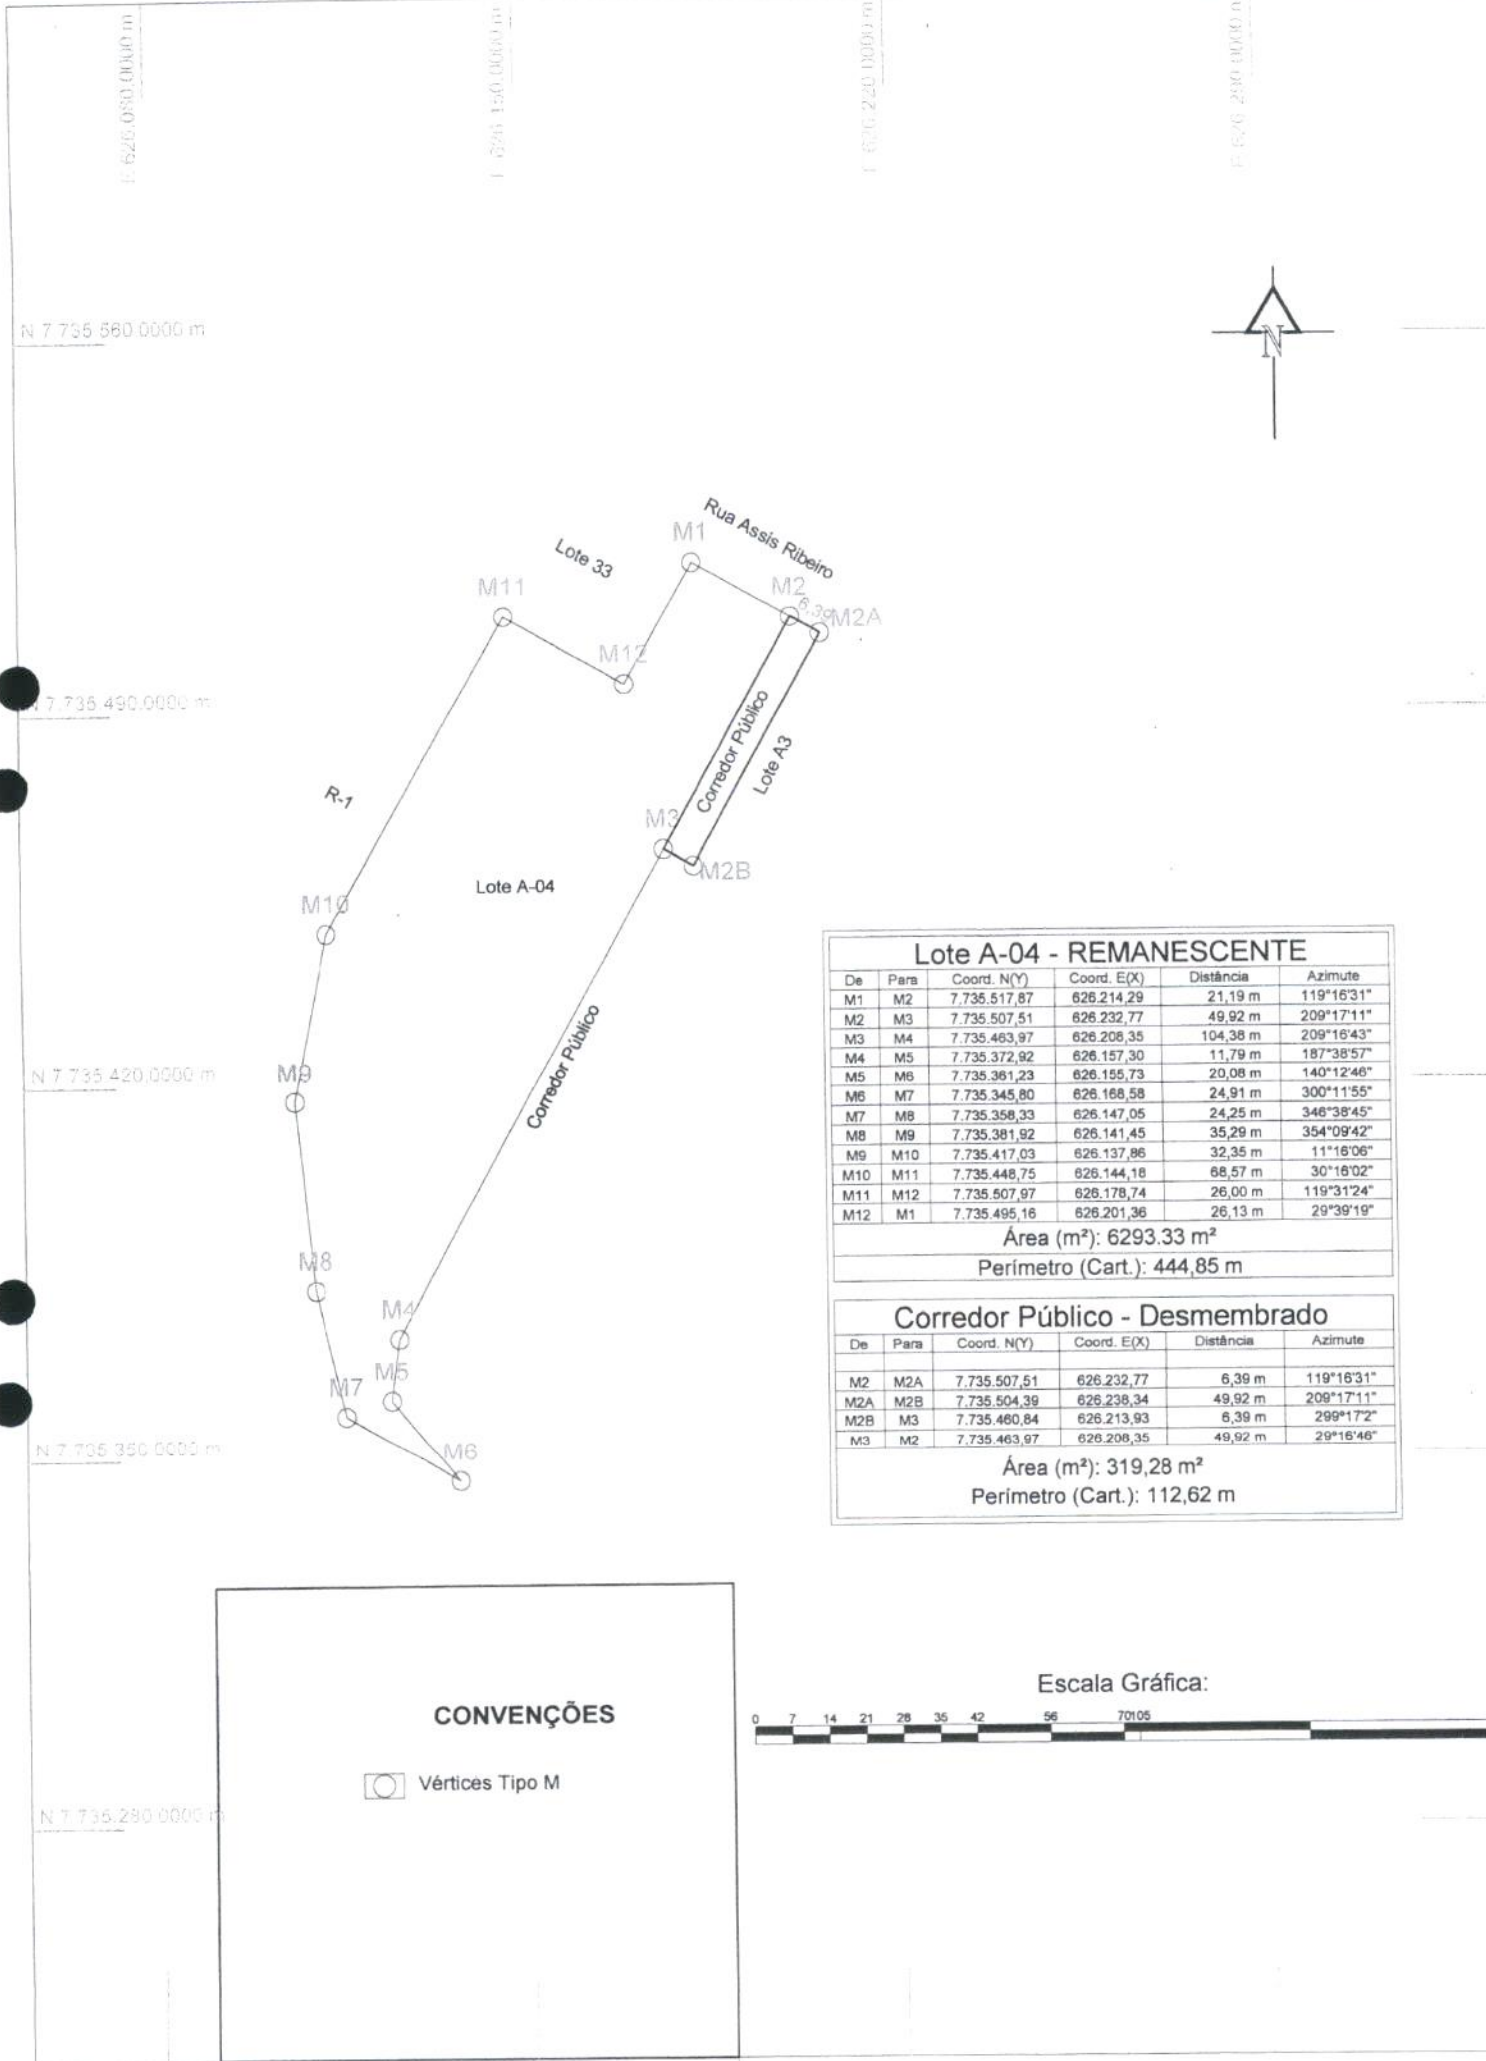 E 626.080.0000 m
E 626 150.0000 m
E 626.220 0000 m
E 626 290 0000 m
N 7 735 560 0000 m
Rua Assis Ribeiro
M1
Lote 33
M11
M2
6,39
M2A
M12
N 7.735.490.0000 m
Corredor Público
Lote A3
R-1
M3
M2B
Lote A-04
M10
Corredor Público
N 7.735.420.0000 m
M9
M8
M4
M5
M7
M6
N 7 735 350 0000 m
Lote A-04 - REMANESCENTE
De Para Coord. N(Y) Coord. E(X) Distância Azimute
M1 M2 7.735.517,87 626.214,29 21,19 m 119°16'31"
M2 M3 7.735.507,51 626.232,77 49,92 m 209°17'11"
M3 M4 7.735.463,97 626.208,35 104,38 m 209°16'43"
M4 M5 7.735.372,92 626.157,30 11,79 m 187°38'57"
M5 M6 7.735.361,23 626.155,73 20,08 m 140°12'46"
M6 M7 7.735.345,80 626.168,58 24,91 m 300°11'55"
M7 M8 7.735.358,33 626.147,05 24,25 m 346°38'45"
M8 M9 7.735.381,92 626.141,45 35,29 m 354°09'42"
M9 M10 7.735.417,03 626.137,86 32,35 m 11°16'06"
M10 M11 7.735.448,75 626.144,18 68,57 m 30°16'02"
M11 M12 7.735.507,97 626.178,74 26,00 m 119°31'24"
M12 M1 7.735.495,16 626.201,36 26,13 m 29°39'19"
Área (m²): 6293.33 m²
Perímetro (Cart.): 444,85 m
Corredor Público - Desmembrado
De Para Coord. N(Y) Coord. E(X) Distância Azimute
M2 M2A 7.735.507,51 626.232,77 6,39 m 119°16'31"
M2A M2B 7.735.504,39 626.238,34 49,92 m 209°17'11"
M2B M3 7.735.460,84 626.213,93 6,39 m 299°17'2"
M3 M2 7.735.463,97 626.208,35 49,92 m 29°16'46"
Área (m²): 319,28 m²
Perímetro (Cart.): 112,62 m
CONVENÇÕES
Vértices Tipo M
Escala Gráfica:
0 7 14 21 28 35 42 56 70105
N 7 735.280 0000 m
N